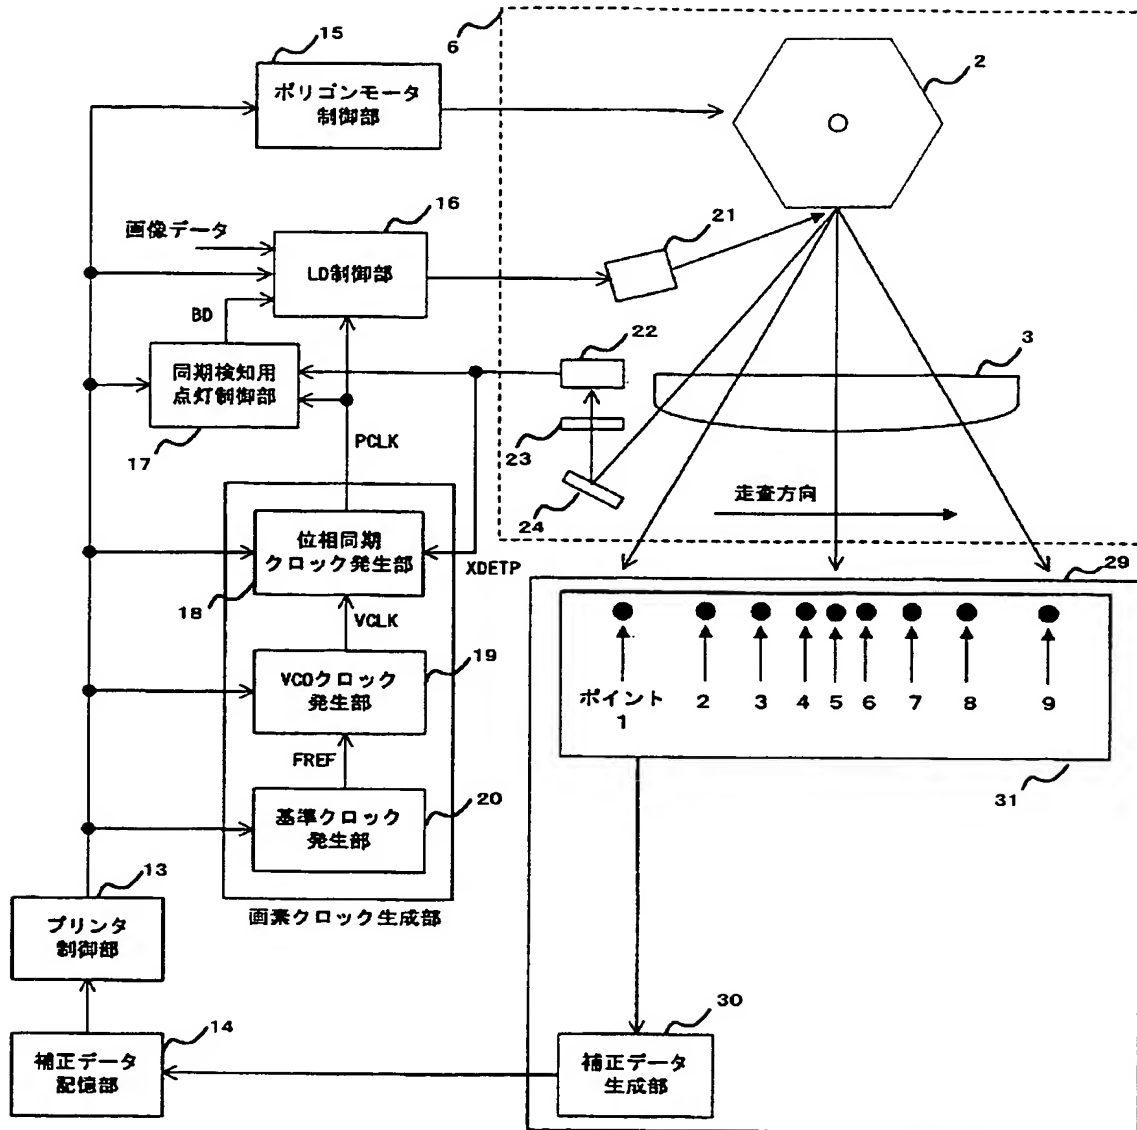 6
15
ポリゴンモータ
制御部
2
16
画像データ
LD制御部
21
BD
22
3
同期検知用
点灯制御部
17
PCLK
23
24
走査方向
位相同期
クロック発生部
18
XDETP
29
VCLK
19
VCOクロック
発生部
ポイント
1
2
3
4
5
6
7
8
9
FREF
31
20
基準クロック
発生部
画素クロック生成部
13
プリンタ
制御部
14
補正データ
記憶部
30
補正データ
生成部